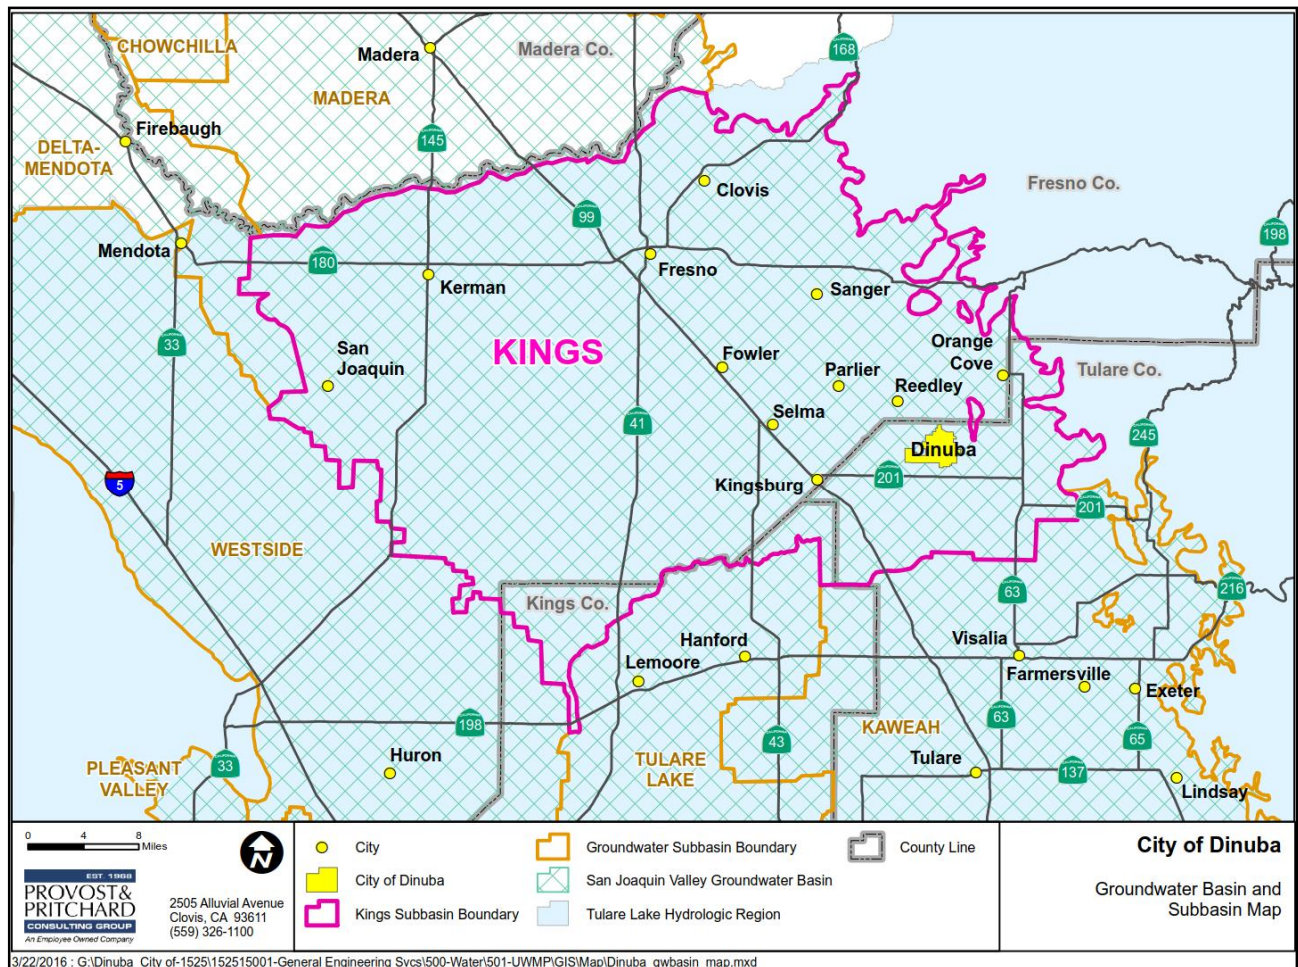 CHOWCHILLA
Madera
Madera Co.
168
MADERA
Firebaugh
145
DELTA-
MENDOTA
Clovis
Fresno Co.
99
198
Mendota
180
Fresno
Kerman
Sanger
33
San
Joaquin
KINGS
Fowler
Orange
Cove
Parlier
Reedley
Tulare Co.
Selma
41
245
Dinuba
5
Kingsburg
201
201
WESTSIDE
Kings Co.
63
216
Hanford
Visalia
Lemoore
Farmersville
Exeter
198
63
KAWEAH
43
65
Huron
33
PLEASANT
VALLEY
TULARE
LAKE
Tulare
137
Lindsay
0 4 8
Miles
N
EST. 1968
PROVOST&
PRITCHARD
CONSULTING GROUP
An Employee Owned Company
2505 Alluvial Avenue
Clovis, CA 93611
(559) 326-1100
City
City of Dinuba
Kings Subbasin Boundary
Groundwater Subbasin Boundary
San Joaquin Valley Groundwater Basin
Tulare Lake Hydrologic Region
County Line
City of Dinuba
Groundwater Basin and
Subbasin Map
3/22/2016 : G:\Dinuba_City of-1525\152515001-General Engineering Svcs\500-Water\501-UWMP\GIS\Map\Dinuba_gwbasin_map.mxd